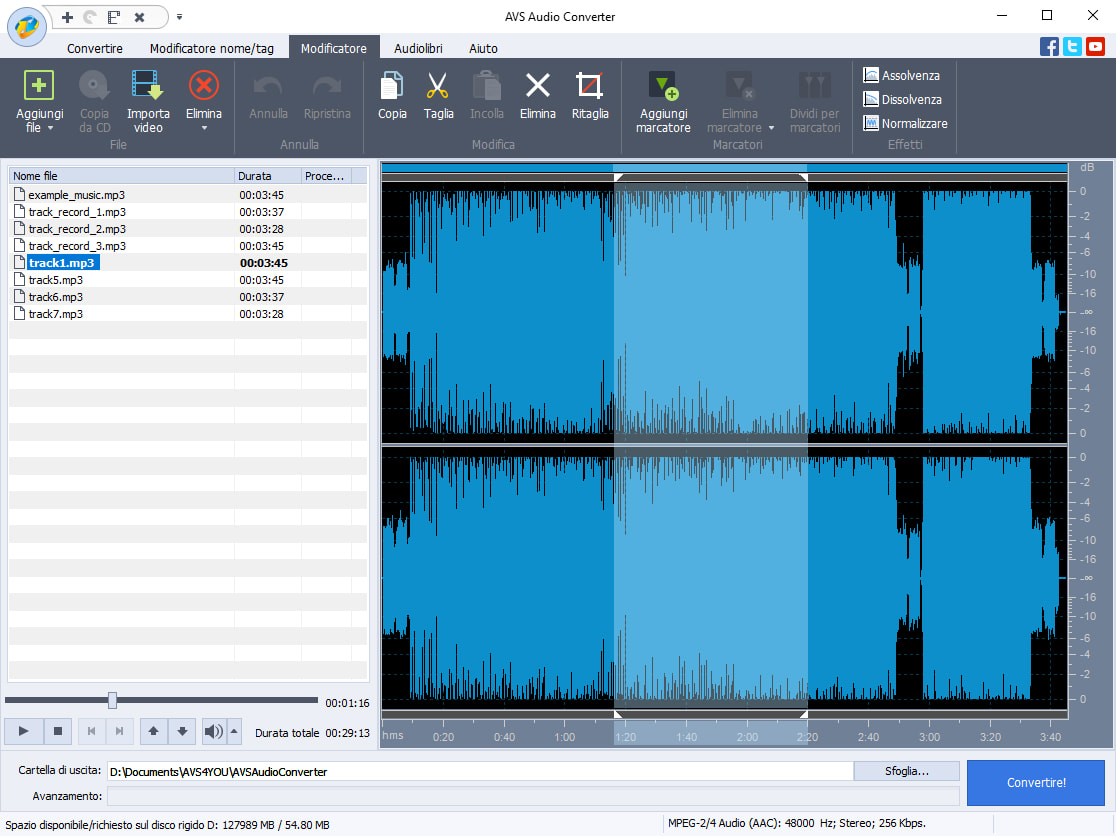 AVS Audio Converter
Convertire Modificatore nome/tag Modificatore Audiolibri Aiuto
Aggiungi file
Copia da CD
Importa video
Elimina
File
Annulla
Ripristina
Annulla
Copia
Taglia
Incolla
Elimina
Ritaglia
Modifica
Aggiungi marcatore
Elimina marcatore
Dividi per marcatori
Marcatori
Assolvenza
Dissolvenza
Normalizzare
Effetti
Nome file Durata Proce...
example_music.mp3 00:03:45
track_record_1.mp3 00:03:37
track_record_2.mp3 00:03:28
track_record_3.mp3 00:03:45
track1.mp3 00:03:45
track5.mp3 00:03:45
track6.mp3 00:03:37
track7.mp3 00:03:28
00:01:16
Durata totale 00:29:13
dB
0
-2
-4
-6
-10
-16
-∞
-16
-10
-6
-4
-2
0
0
-2
-4
-6
-10
-16
-∞
-16
-10
-6
-4
-2
0
hms 0:20 0:40 1:00 1:20 1:40 2:00 2:20 2:40 3:00 3:20 3:40
Cartella di uscita: D:\Documents\AVS4YOU\AVSAudioConverter Sfoglia...
Avanzamento:
Convertire!
Spazio disponibile/richiesto sul disco rigido D: 127989 MB / 54.80 MB
MPEG-2/4 Audio (AAC): 48000 Hz; Stereo; 256 Kbps.